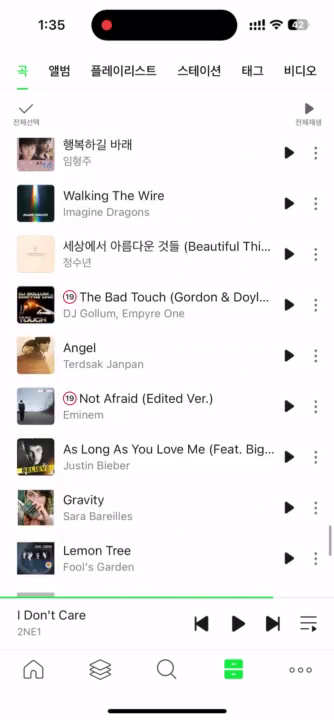 1:35
42
곡 앨범 플레이리스트 스테이션 태그 비디오
전체선택 전체재생
행복하길 바래
임형주
Walking The Wire
Imagine Dragons
세상에서 아름다운 것들 (Beautiful Thi...
정수년
19 The Bad Touch (Gordon & Doyl...
DJ Gollum, Empyre One
Angel
Terdsak Janpan
19 Not Afraid (Edited Ver.)
Eminem
As Long As You Love Me (Feat. Big...
Justin Bieber
Gravity
Sara Bareilles
Lemon Tree
Fool's Garden
I Don't Care
2NE1